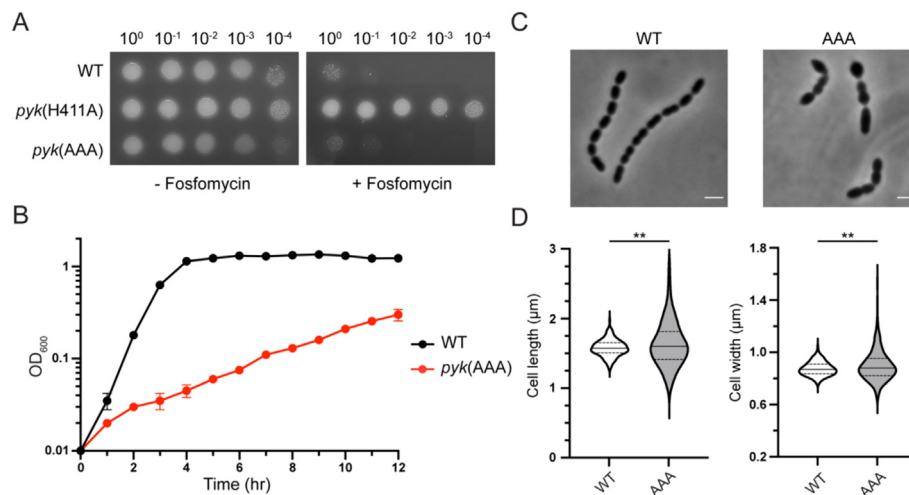 A
10⁰ 10⁻¹ 10⁻² 10⁻³ 10⁻⁴ 10⁰ 10⁻¹ 10⁻² 10⁻³ 10⁻⁴
WT
pyk(H411A)
pyk(AAA)
- Fosfomycin + Fosfomycin
B
OD₆₀₀
1
0.1
0.01
0 2 4 6 8 10 12
Time (hr)
WT
pyk(AAA)
C
WT AAA
D
Cell length (μm)
3
2
1
0
**
WT AAA
Cell width (μm)
1.8
1.4
1.0
0.6
0.2
**
WT AAA